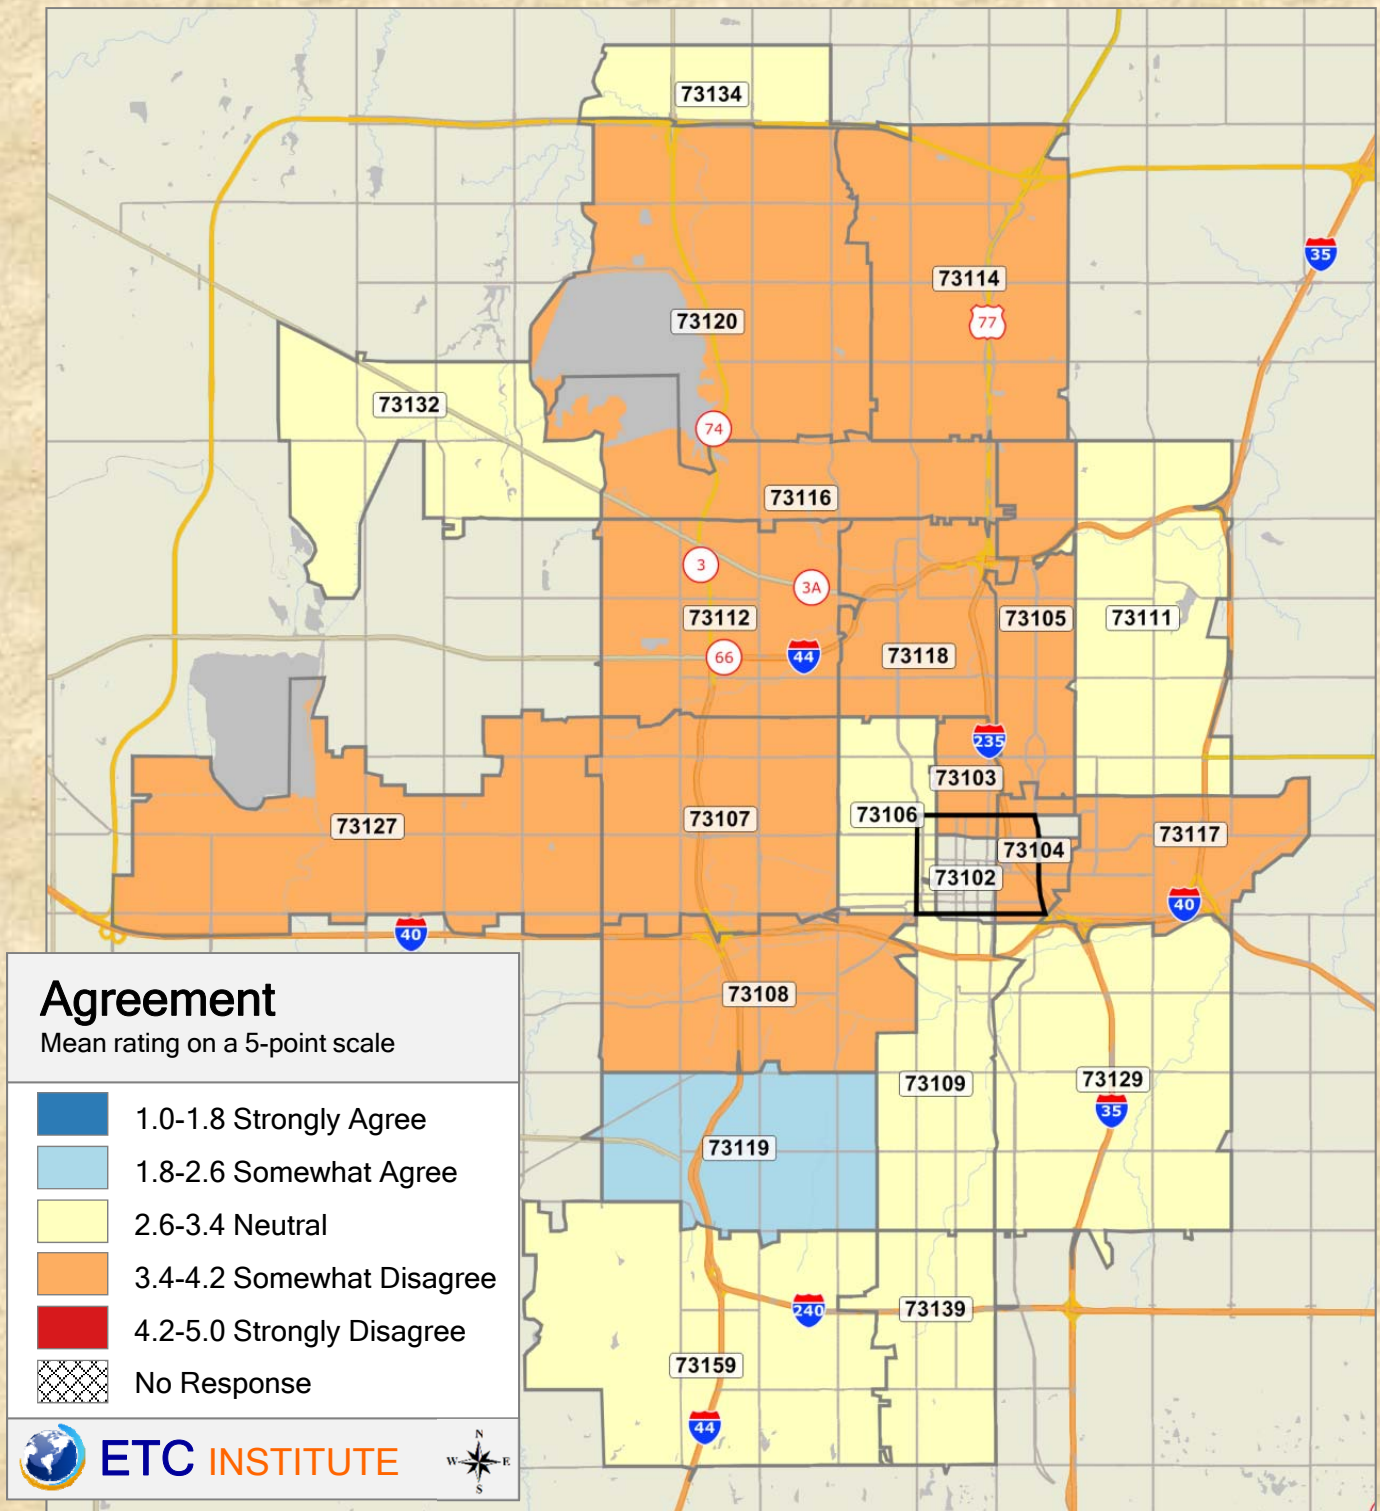 73134
35
73114
77
73120
73132
74
73116
3
3A
73112
73105
73111
66
44
73118
235
73103
73106
73107
73127
73117
73104
73102
40
40
73108
73109
73129
35
73119
240
73139
73159
44
Agreement
Mean rating on a 5-point scale
1.0-1.8 Strongly Agree
1.8-2.6 Somewhat Agree
2.6-3.4 Neutral
3.4-4.2 Somewhat Disagree
4.2-5.0 Strongly Disagree
No Response
ETC INSTITUTE
N
W E
S